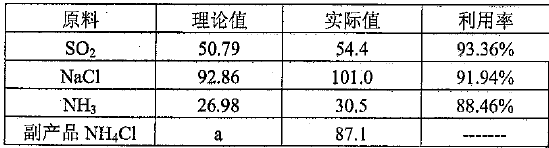 原料 理论值 实际值 利用率
SO₂ 50.79 54.4 93.36%
NaCl 92.86 101.0 91.94%
NH₃ 26.98 30.5 88.46%
副产品 NH₄Cl a 87.1 -------